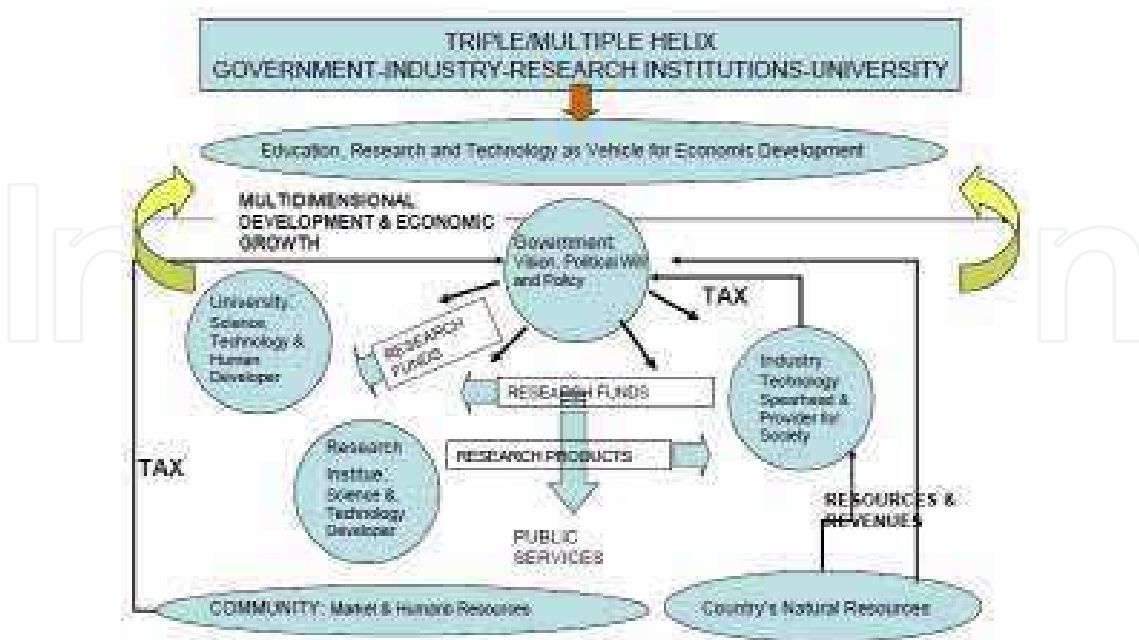 TRIPLE/MULTIPLE HELIX
GOVERNMENT-INDUSTRY-RESEARCH INSTITUTIONS-UNIVERSITY
Education, Research and Technology as Vehicle for Economic Development
MULTIDIMENSIONAL
DEVELOPMENT & ECONOMIC
GROWTH
Government
Vision, Political Will
and Policy
University
Science
Technology &
Human
Developer
TAX
RESEARCH
FUNDS
RESEARCH FUNDS
Industry
Technology
Spearhead &
Provider for
Society
Research
Institue,
Science &
Technology
Developer
RESEARCH PRODUCTS
TAX
RESOURCES &
REVENUES
PUBLIC
SERVICES
COMMUNITY: Market & Humans Resources
Country's Natural Resources